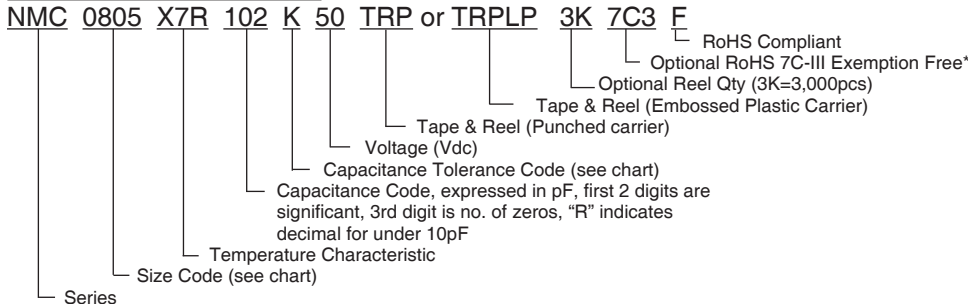 NMC 0805 X7R 102 K 50 TRP or TRPLP 3K 7C3 F
RoHS Compliant
Optional RoHS 7C-III Exemption Free*
Optional Reel Qty (3K=3,000pcs)
Tape & Reel (Embossed Plastic Carrier)
Tape & Reel (Punched carrier)
Voltage (Vdc)
Capacitance Tolerance Code (see chart)
Capacitance Code, expressed in pF, first 2 digits are
significant, 3rd digit is no. of zeros, “R” indicates
decimal for under 10pF
Temperature Characteristic
Size Code (see chart)
Series